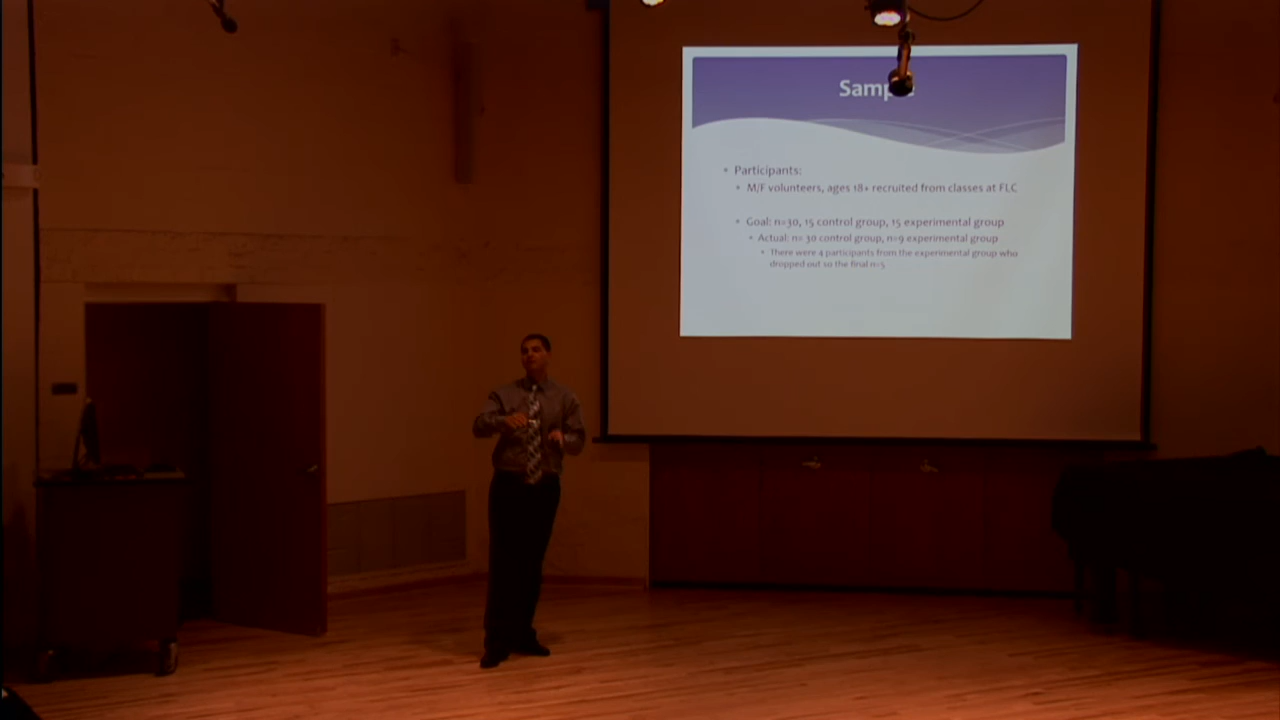 Samp
• Participants:
• M/F volunteers, ages 18+ recruited from classes at FLC
• Goal: n=30, 15 control group, 15 experimental group
• Actual: n= 30 control group, n=9 experimental group
• There were 4 participants from the experimental group who
dropped out so the final n=5